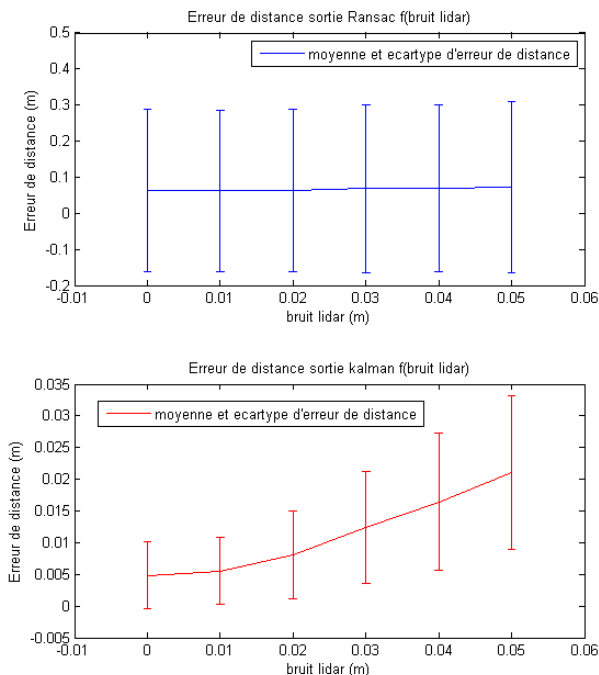 Erreur de distance sortie Ransac f(bruit lidar)
0.5
0.4
0.3
0.2
0.1
0
-0.1
-0.2
Erreur de distance (m)
moyenne et ecartype d'erreur de distance
-0.01 0 0.01 0.02 0.03 0.04 0.05 0.06
bruit lidar (m)
Erreur de distance sortie kalman f(bruit lidar)
0.035
0.03
0.025
0.02
0.015
0.01
0.005
0
-0.005
Erreur de distance (m)
moyenne et ecartype d'erreur de distance
-0.01 0 0.01 0.02 0.03 0.04 0.05 0.06
bruit lidar (m)